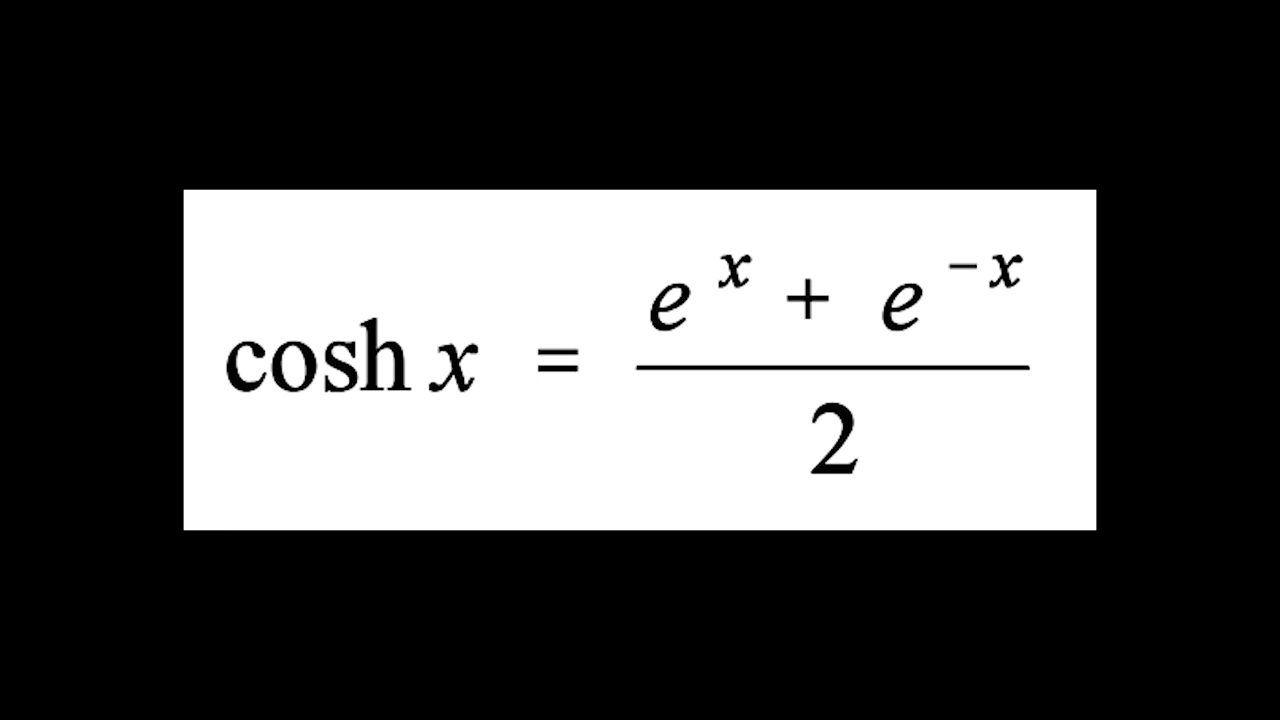 cosh x = (e^x + e^-x) / 2